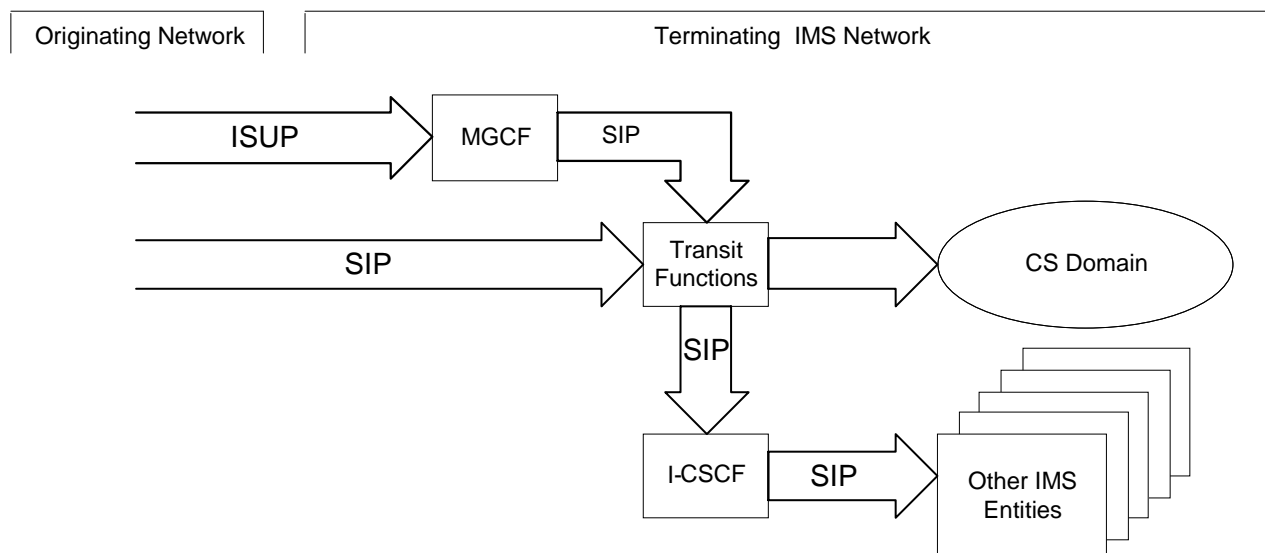 Originating Network
Terminating IMS Network
ISUP
MGCF
SIP
SIP
Transit
Functions
CS Domain
SIP
I-CSCF
SIP
Other IMS
Entities